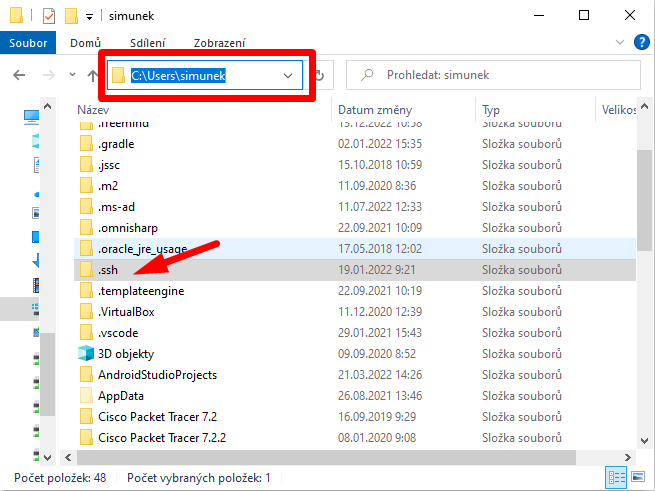 simunek
Soubor Domů Sdílení Zobrazení
C:\Users\simunek Prohledat: simunek
Název Datum změny Typ Velikos
.freemind 13.12.2022 10:58 Složka souborů
.gradle 02.01.2022 15:35 Složka souborů
.jssc 15.10.2018 10:59 Složka souborů
.m2 11.09.2020 8:36 Složka souborů
.ms-ad 11.07.2022 12:33 Složka souborů
.omnisharp 22.09.2021 10:09 Složka souborů
.oracle_jre_usage 17.05.2018 12:02 Složka souborů
.ssh 19.01.2022 9:21 Složka souborů
.templateengine 22.09.2021 10:19 Složka souborů
.VirtualBox 11.12.2020 12:39 Složka souborů
.vscode 29.01.2021 15:43 Složka souborů
3D objekty 09.09.2020 8:52 Složka souborů
AndroidStudioProjects 21.03.2022 14:26 Složka souborů
AppData 26.08.2021 13:46 Složka souborů
Cisco Packet Tracer 7.2 16.09.2019 9:29 Složka souborů
Cisco Packet Tracer 7.2.2 08.01.2020 9:08 Složka souborů
Počet položek: 48 Počet vybraných položek: 1